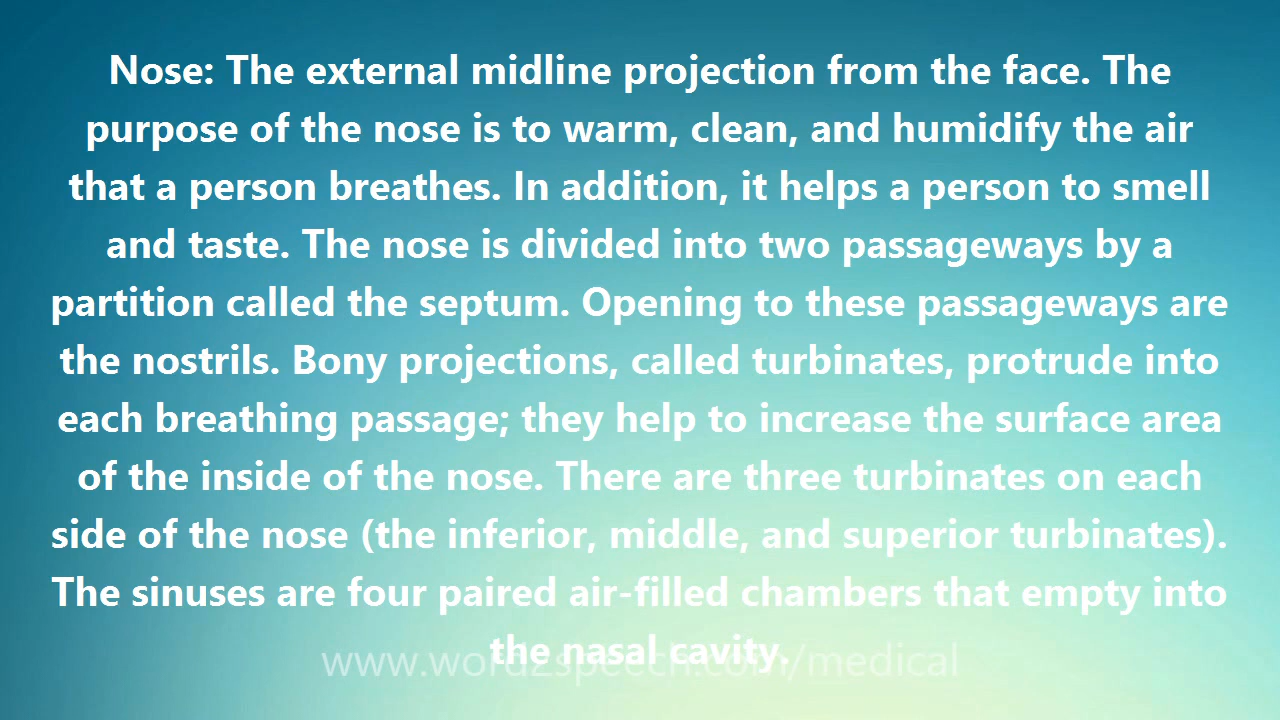 Nose: The external midline projection from the face. The
purpose of the nose is to warm, clean, and humidify the air
that a person breathes. In addition, it helps a person to smell
and taste. The nose is divided into two passageways by a
partition called the septum. Opening to these passageways are
the nostrils. Bony projections, called turbinates, protrude into
each breathing passage; they help to increase the surface area
of the inside of the nose. There are three turbinates on each
side of the nose (the inferior, middle, and superior turbinates).
The sinuses are four paired air-filled chambers that empty into
the nasal cavity.
www.word2speech.com/medical